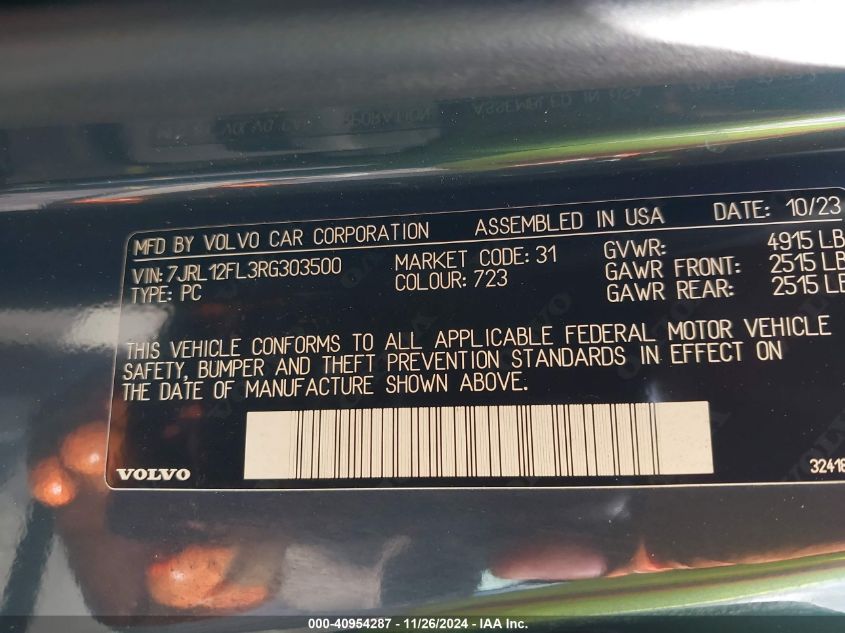 MFD BY VOLVO CAR CORPORATION ASSEMBLED IN USA DATE: 10/23
VIN: 7JRL12FL3RG303500 MARKET CODE: 31 GVWR: 4915 LB
TYPE: PC COLOUR: 723 GAWR FRONT: 2515 LB
GAWR REAR: 2515 LB
THIS VEHICLE CONFORMS TO ALL APPLICABLE FEDERAL MOTOR VEHICLE
SAFETY, BUMPER AND THEFT PREVENTION STANDARDS IN EFFECT ON
THE DATE OF MANUFACTURE SHOWN ABOVE.
VOLVO 32418
000-40954287 - 11/26/2024 - IAA Inc.